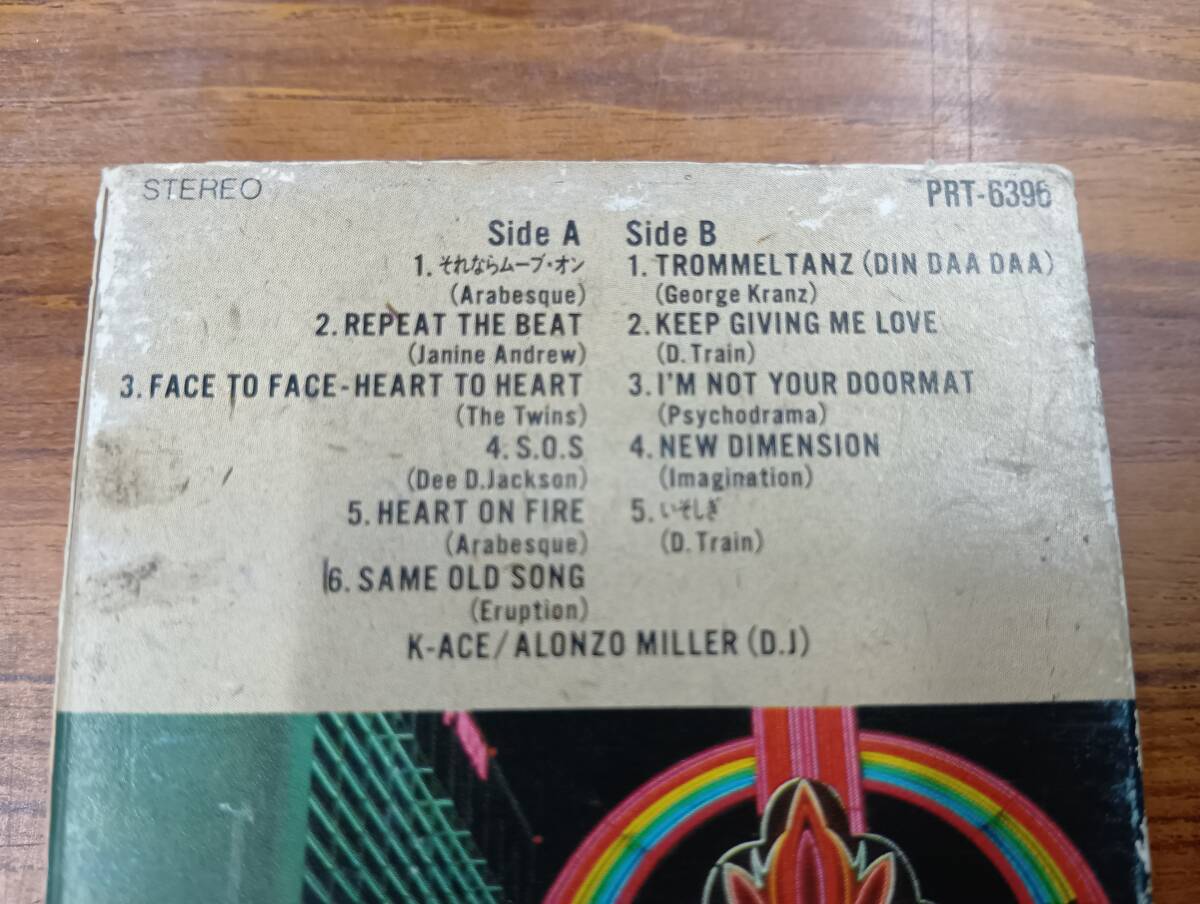 STEREO
PRT-6396
Side A
1. それならムーブ・オン
(Arabesque)
2. REPEAT THE BEAT
(Janine Andrew)
3. FACE TO FACE-HEART TO HEART
(The Twins)
4. S.O.S
(Dee D.Jackson)
5. HEART ON FIRE
(Arabesque)
6. SAME OLD SONG
(Eruption)
Side B
1. TROMMELTANZ (DIN DAA DAA)
(George Kranz)
2. KEEP GIVING ME LOVE
(D. Train)
3. I'M NOT YOUR DOORMAT
(Psychodrama)
4. NEW DIMENSION
(Imagination)
5. いそしぎ
(D. Train)
K-ACE/ALONZO MILLER (D.J)